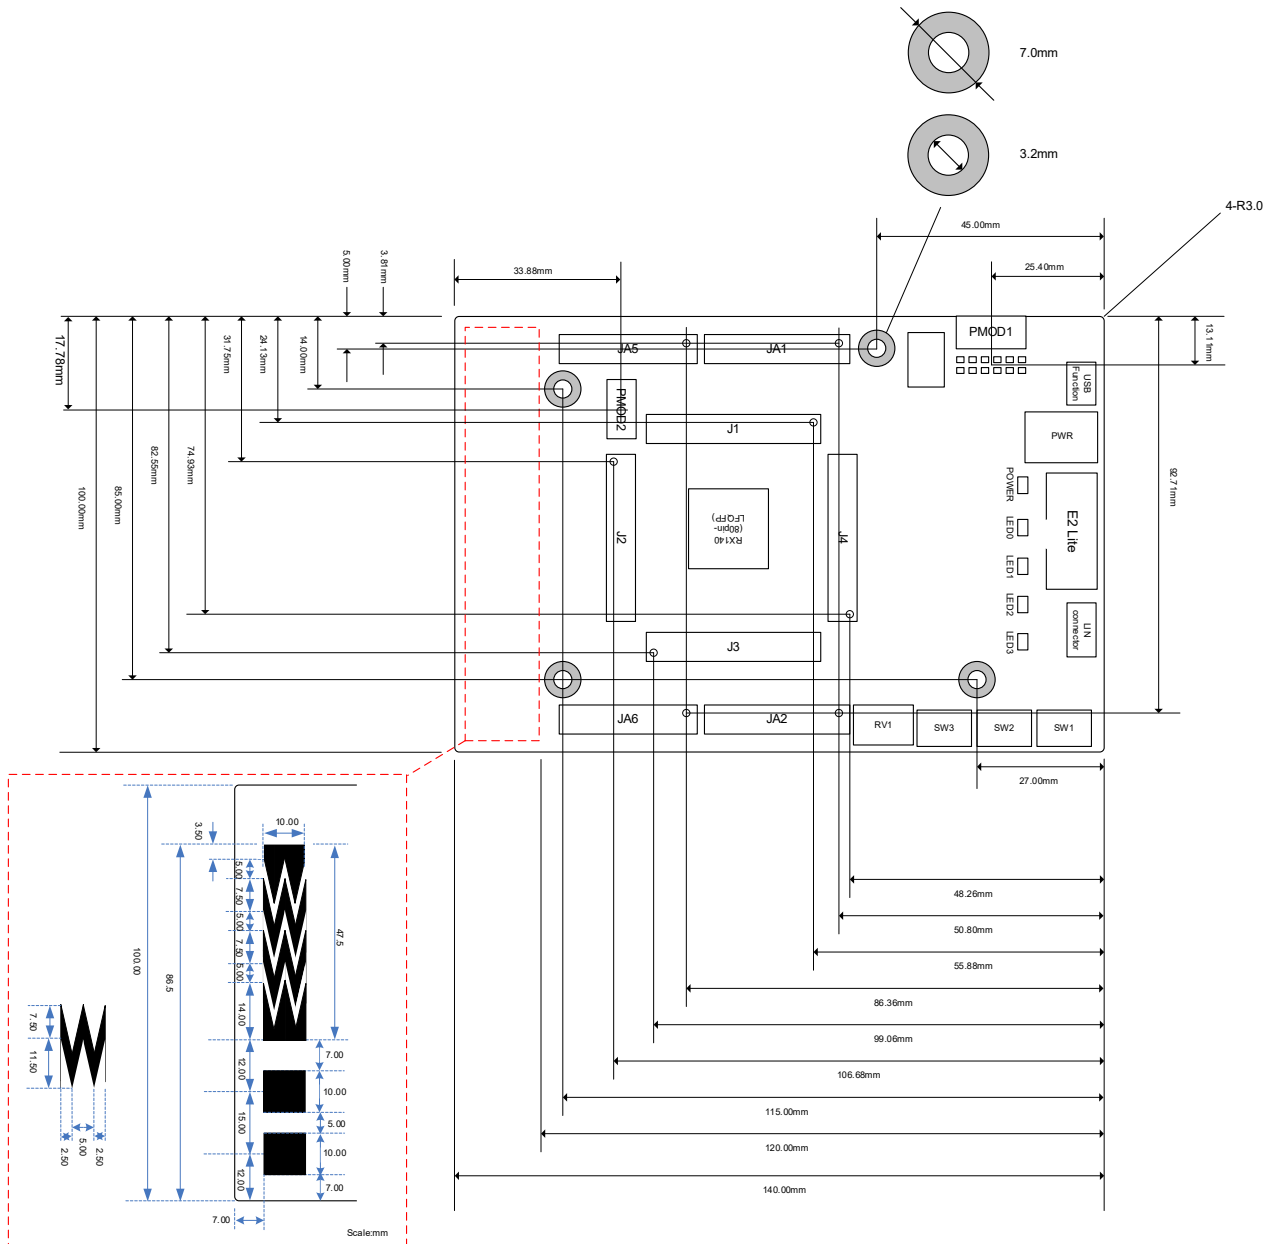 7.0mm
3.2mm
4-R3.0
45.00mm
25.40mm
33.88mm
5.00mm
3.81mm
17.78mm
31.75mm
24.13mm
14.00mm
13.11mm
PMOD1
JA5
JA1
USB
Function
PMOD2
J1
PWR
82.55mm
74.93mm
100.00mm
85.00mm
92.71mm
POWER
LED0
LED1
LED2
LED3
E2 Lite
J2
RX140
(80pin-
LFQFP)
J4
LIN
connector
J3
JA6
JA2
RV1
SW3
SW2
SW1
27.00mm
48.26mm
50.80mm
55.88mm
86.36mm
99.06mm
106.68mm
115.00mm
120.00mm
140.00mm
10.00
3.50
5.00
7.50
5.00
7.50
5.00
14.00
47.5
100.00
86.5
12.00
15.00
12.00
7.00
10.00
5.00
10.00
7.00
7.00
7.50
11.50
2.50
5.00
2.50
Scale:mm